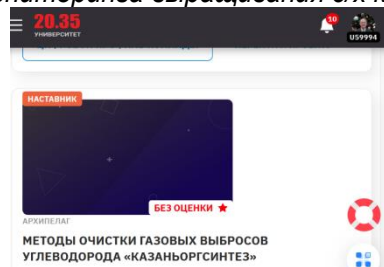 20.35
УНИВЕРСИТЕТ
10
U59994
НАСТАВНИК
БЕЗ ОЦЕНКИ
АРХИПЕЛАГ
МЕТОДЫ ОЧИСТКИ ГАЗОВЫХ ВЫБРОСОВ
УГЛЕВОДОРОДА «КАЗАНЬОРГСИНТЕЗ»